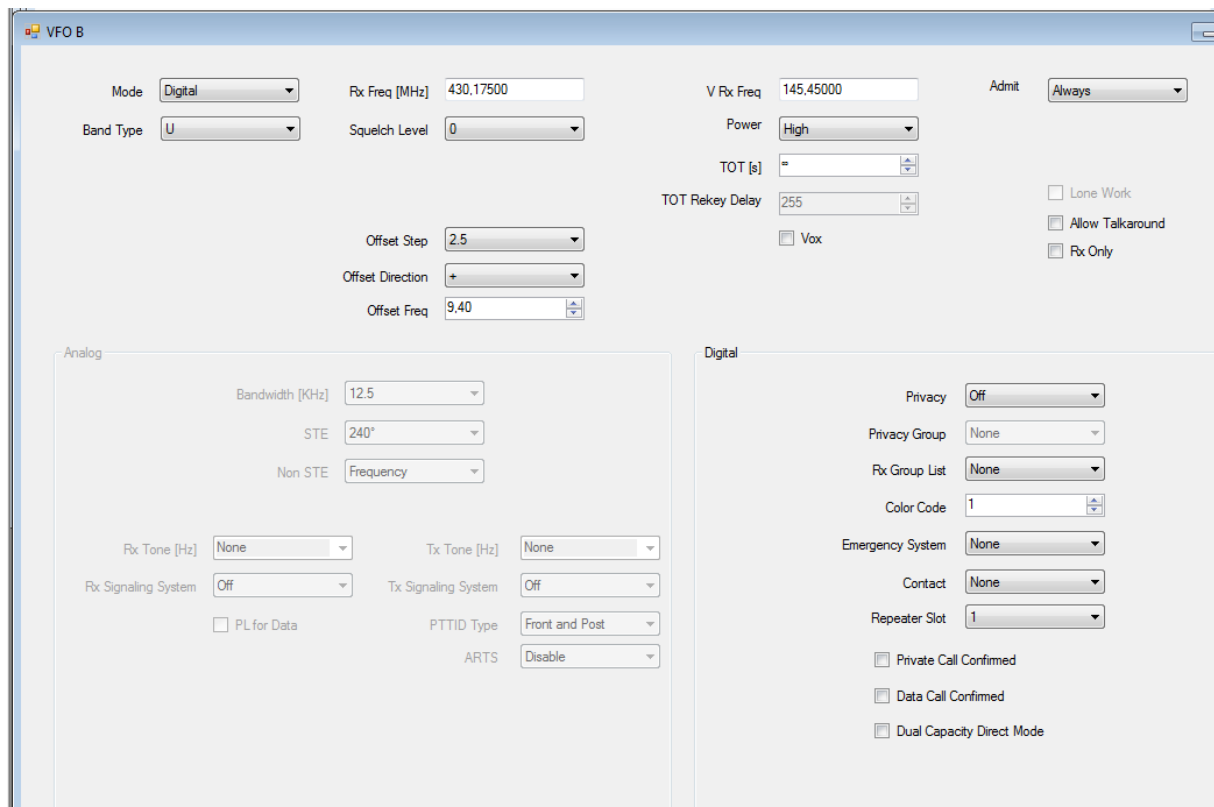 VFO B
Mode Digital Rx Freq [MHz] 430,17500 V Rx Freq 145,45000 Admit Always
Band Type U Squelch Level 0 Power High
TOT [s] ∞
TOT Rekey Delay 255 Lone Work
Offset Step 2.5 Vox Allow Talkaround
Offset Direction + Rx Only
Offset Freq 9,40
Analog
Bandwidth [KHz] 12.5
STE 240°
Non STE Frequency
Rx Tone [Hz] None Tx Tone [Hz] None
Rx Signaling System Off Tx Signaling System Off
PL for Data PTTID Type Front and Post
ARTS Disable
Digital
Privacy Off
Privacy Group None
Rx Group List None
Color Code 1
Emergency System None
Contact None
Repeater Slot 1
Private Call Confirmed
Data Call Confirmed
Dual Capacity Direct Mode